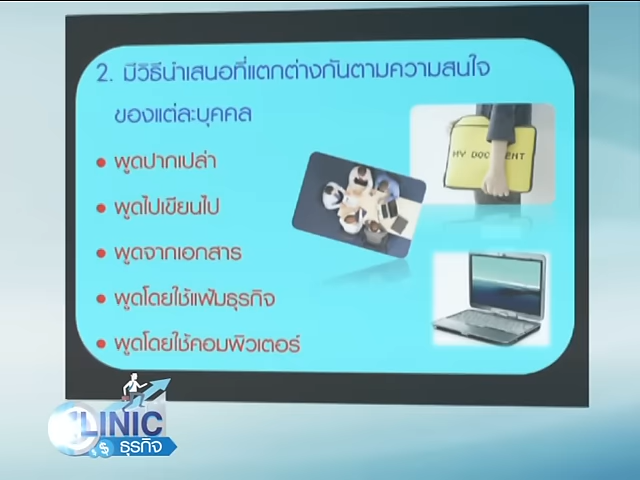 2. มีวิธีนำเสนอที่แตกต่างกันตามความสนใจ
ของแต่ละบุคคล
• พูดปากเปล่า
• พูดไปเขียนไป
• พูดจากเอกสาร
• พูดโดยใช้แฟ้มธุรกิจ
• พูดโดยใช้คอมพิวเตอร์
MY DOC ENT
CLINIC
ธุรกิจ